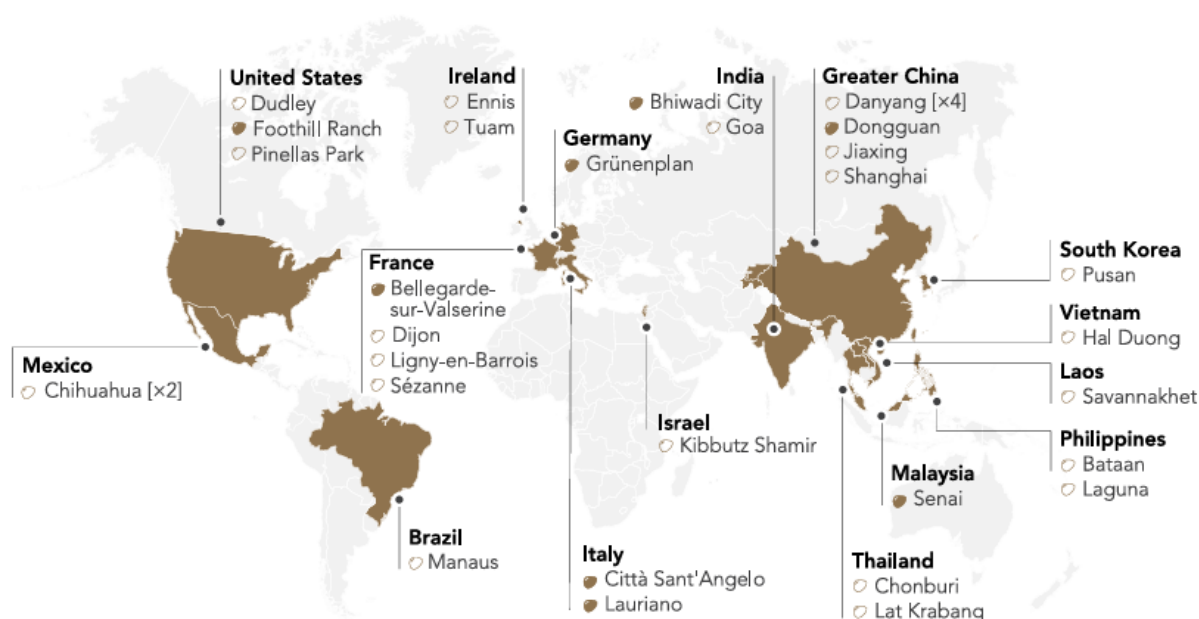 United States
Dudley
Foothill Ranch
Pinellas Park
Ireland
Ennis
Tuam
Germany
Grünenplan
India
Bhiwadi City
Goa
Greater China
Danyang [×4]
Dongguan
Jiaxing
Shanghai
France
Bellegarde-
sur-Valserine
Dijon
Ligny-en-Barrois
Sézanne
South Korea
Pusan
Vietnam
Hal Duong
Laos
Savannakhet
Philippines
Bataan
Laguna
Mexico
Chihuahua [×2]
Israel
Kibbutz Shamir
Malaysia
Senai
Brazil
Manaus
Italy
Città Sant'Angelo
Lauriano
Thailand
Chonburi
Lat Krabang